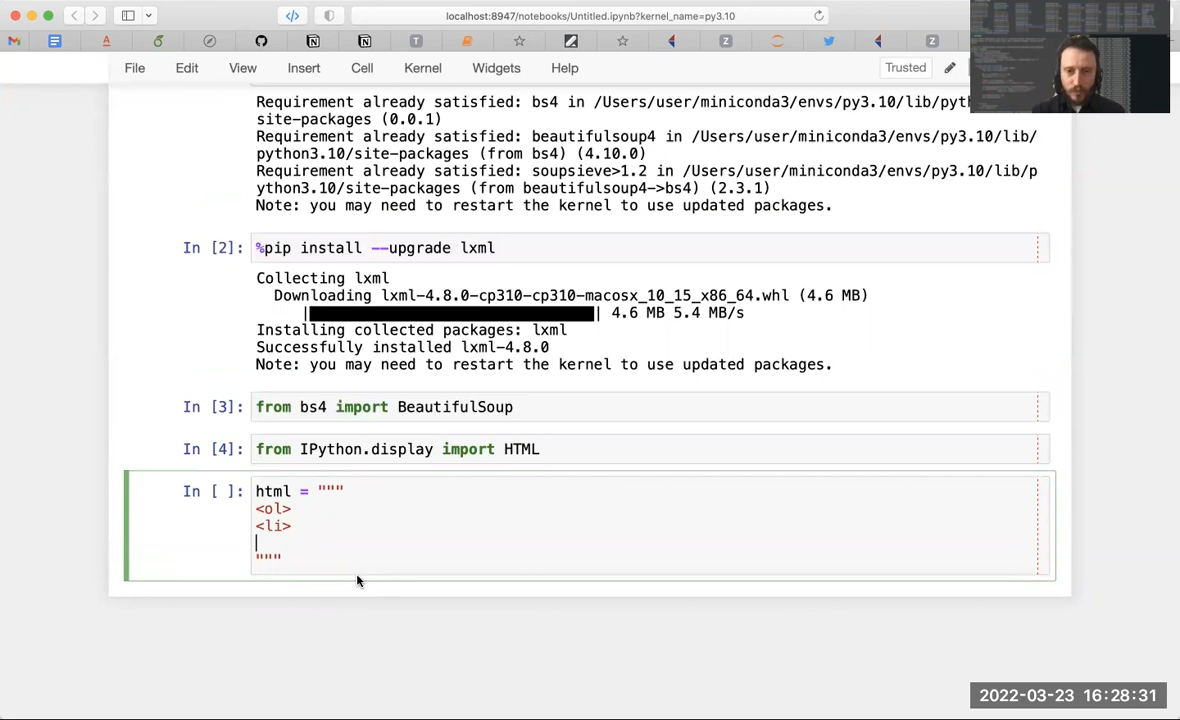 localhost:8947/notebooks/Untitled.ipynb?kernel_name=py3.10
File Edit View Insert Cell Kernel Widgets Help Trusted
Requirement already satisfied: bs4 in /Users/user/miniconda3/envs/py3.10/lib/
site-packages (0.0.1)
Requirement already satisfied: beautifulsoup4 in /Users/user/miniconda3/envs/py3.10/lib/
python3.10/site-packages (from bs4) (4.10.0)
Requirement already satisfied: soupsieve>1.2 in /Users/user/miniconda3/envs/py3.10/lib/p
ython3.10/site-packages (from beautifulsoup4->bs4) (2.3.1)
Note: you may need to restart the kernel to use updated packages.
In [2]: %pip install --upgrade lxml
Collecting lxml
Downloading lxml-4.8.0-cp310-cp310-macosx_10_15_x86_64.whl (4.6 MB)
| | 4.6 MB 5.4 MB/s
Installing collected packages: lxml
Successfully installed lxml-4.8.0
Note: you may need to restart the kernel to use updated packages.
In [3]: from bs4 import BeautifulSoup
In [4]: from IPython.display import HTML
In [ ]: html = """
<ol>
<li>
"""
2022-03-23 16:28:31